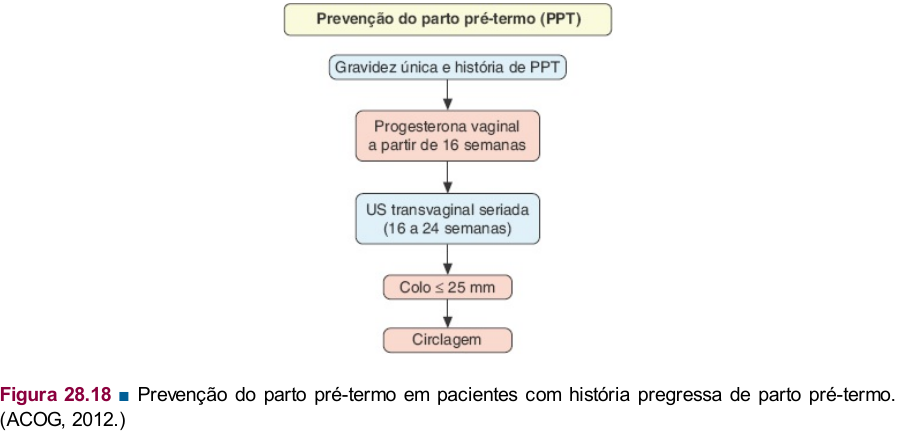 Prevenção do parto pré-termo (PPT)
Gravidez única e história de PPT
Progesterona vaginal
a partir de 16 semanas
US transvaginal seriada
(16 a 24 semanas)
Colo ≤ 25 mm
Circlagem
Figura 28.18 ■ Prevenção do parto pré-termo em pacientes com história pregressa de parto pré-termo.
(ACOG, 2012.)